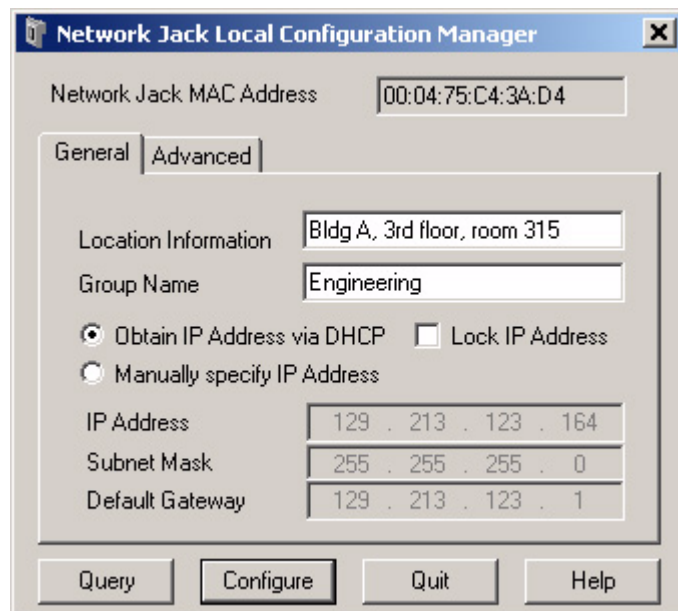 Network Jack Local Configuration Manager
Network Jack MAC Address 00:04:75:C4:3A:D4
General Advanced
Location Information Bldg A, 3rd floor, room 315
Group Name Engineering
Obtain IP Address via DHCP Lock IP Address
Manually specify IP Address
IP Address 129 . 213 . 123 . 164
Subnet Mask 255 . 255 . 255 . 0
Default Gateway 129 . 213 . 123 . 1
Query Configure Quit Help